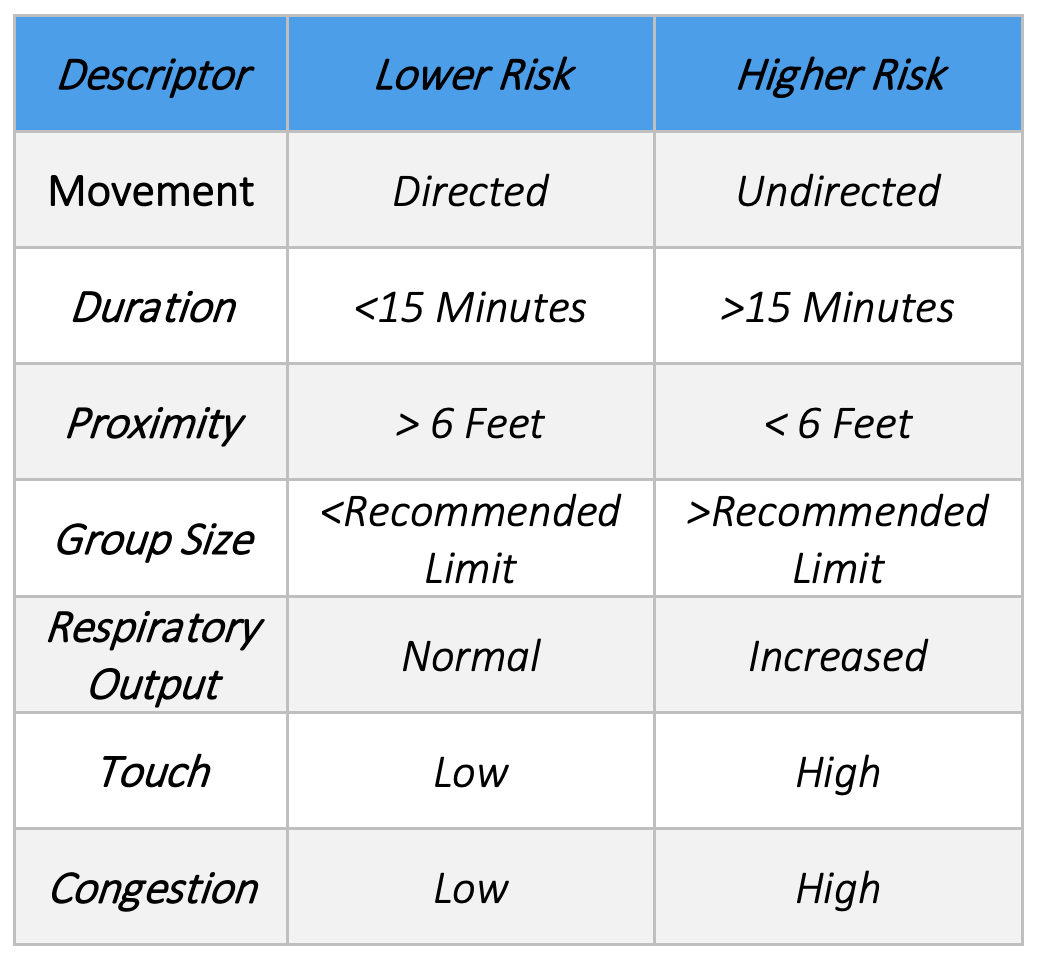 Descriptor Lower Risk Higher Risk
Movement Directed Undirected
Duration <15 Minutes >15 Minutes
Proximity > 6 Feet < 6 Feet
Group Size <Recommended Limit >Recommended Limit
Respiratory Output Normal Increased
Touch Low High
Congestion Low High